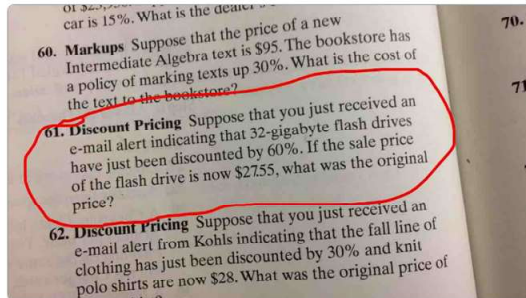 car is 15%. What is the
60. Markups Suppose that the price of a new
Intermediate Algebra text is $95. The bookstore has
a policy of marking texts up 30%. What is the cost of
the text to the bookstore?
61. Discount Pricing Suppose that you just received an
e-mail alert indicating that 32-gigabyte flash drives
have just been discounted by 60%. If the sale price
of the flash drive is now $27.55, what was the original
price?
62. Discount Pricing Suppose that you just received an
e-mail alert from Kohls indicating that the fall line of
clothing has just been discounted by 30% and knit
polo shirts are now $28. What was the original price of
70.
71